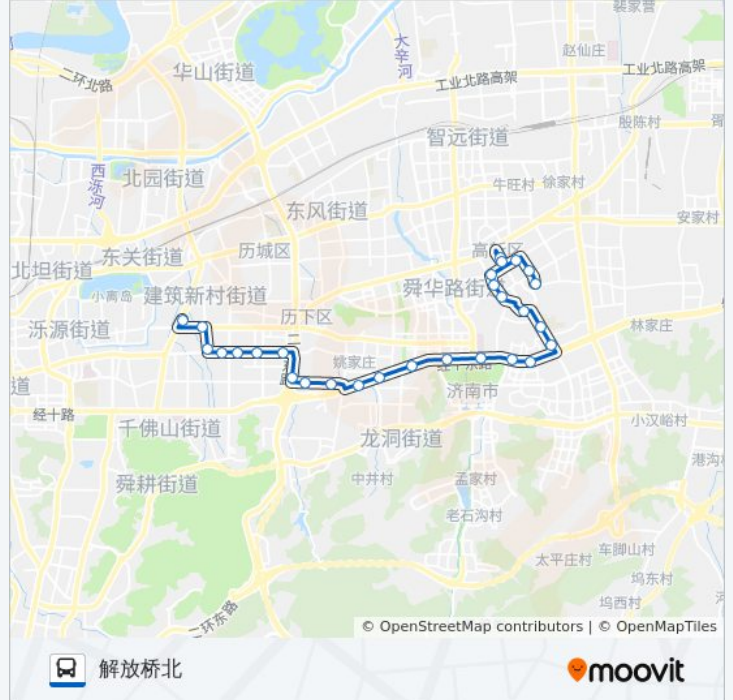 裴家营
赵仙庄
大辛河
华山街道
二环北路
工业北路高架
工业北路高架
殷陈村
智远街道
西泺河
北园街道
牛旺村
徐家村
东风街道
安家村
东关街道
历城区
北坦街道
小离岛
建筑新村街道
舜华路街
历下区
泺源街道
林家庄
姚家庄
济南市
道
经十路
千佛山街道
小汉峪村
龙洞街道
中井村
孟家村
港沟
舜耕街道
老石沟村
车脚山村
太平庄村
坞东村
坞西村
二环东路
© OpenStreetMap contributors | © OpenMapTiles
解放桥北
moovit